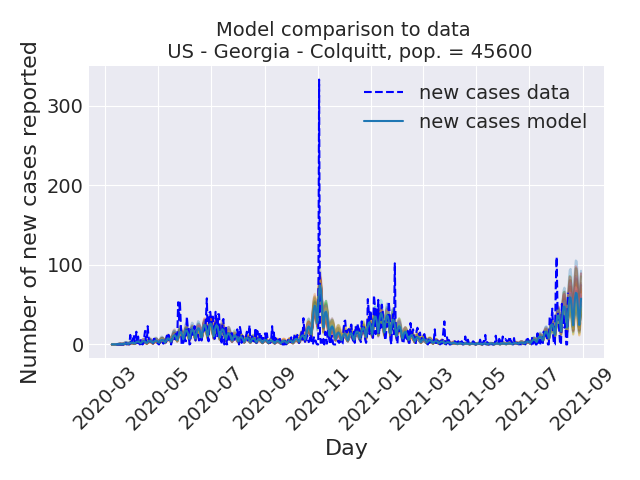 Model comparison to data
US - Georgia - Colquitt, pop. = 45600
Number of new cases reported
300
200
100
0
new cases data
new cases model
2020-03
2020-05
2020-07
2020-09
2020-11
2021-01
2021-03
2021-05
2021-07
2021-09
Day